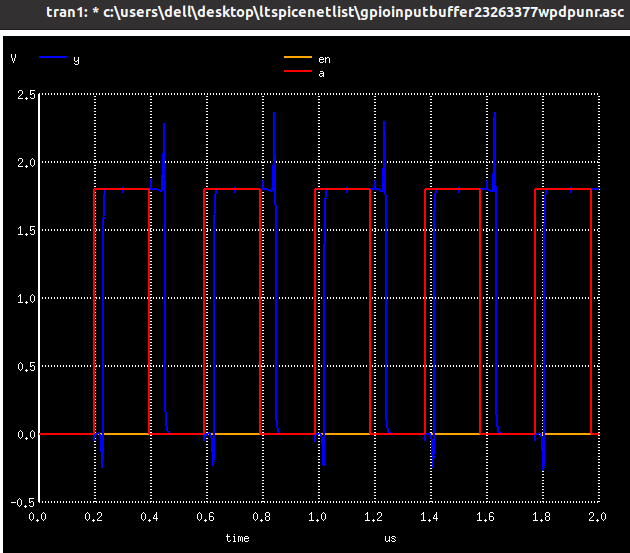 tran1: * c:\users\dell\desktop\ltspicenetlist\gpioinputbuffer23263377wpdpunr.asc
V y en
a
2.5
2.0
1.5
1.0
0.5
0.0
-0.5
0.0 0.2 0.4 0.6 0.8 1.0 1.2 1.4 1.6 1.8 2.0
time us